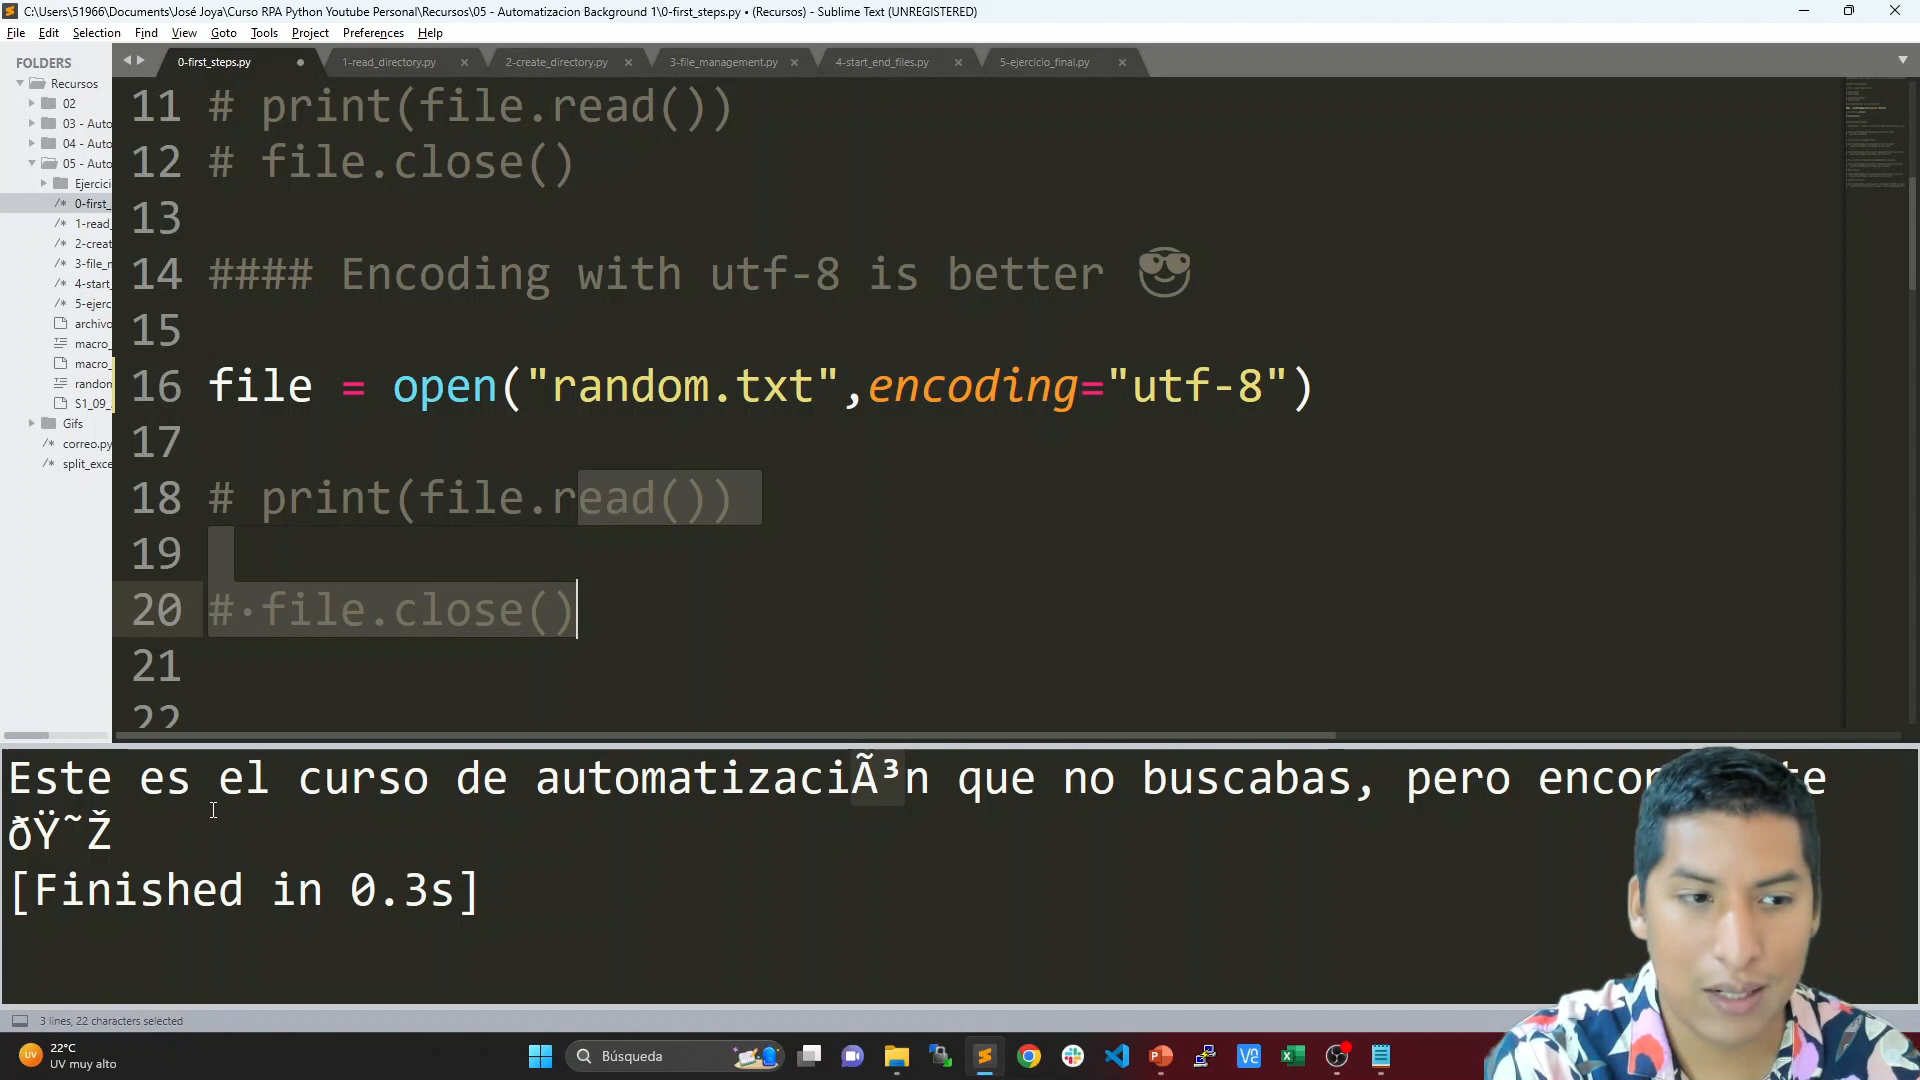 C:\Users\51966\Documents\José Joya\Curso RPA Python Youtube Personal\Recursos\05 - Automatizacion Background 1\0-first_steps.py • (Recursos) - Sublime Text (UNREGISTERED)
File Edit Selection Find View Goto Tools Project Preferences Help
FOLDERS
Recursos
02
03 - Auto
04 - Auto
05 - Auto
Ejercici
0-first_
1-read_
2-creat
3-file_n
4-start_
5-ejerc
archivo
macro_
macro_
random
S1_09_
Gifs
correo.py
split_exce
0-first_steps.py 1-read_directory.py 2-create_directory.py 3-file_management.py 4-start_end_files.py 5-ejercicio_final.py
11 # print(file.read())
12 # file.close()
13
14 #### Encoding with utf-8 is better 😎
15
16 file = open("random.txt",encoding="utf-8")
17
18 # print(file.read())
19
20 #·file.close()
21
22
Este es el curso de automatizaciÃ³n que no buscabas, pero
ðŸ˜Ž
[Finished in 0.3s]
3 lines, 22 characters selected
UV
22°C
UV muy alto
Búsqueda